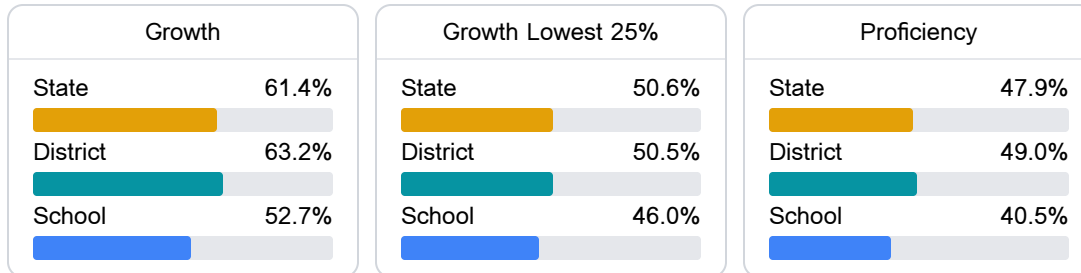 Growth
State 61.4%
District 63.2%
School 52.7%
Growth Lowest 25%
State 50.6%
District 50.5%
School 46.0%
Proficiency
State 47.9%
District 49.0%
School 40.5%